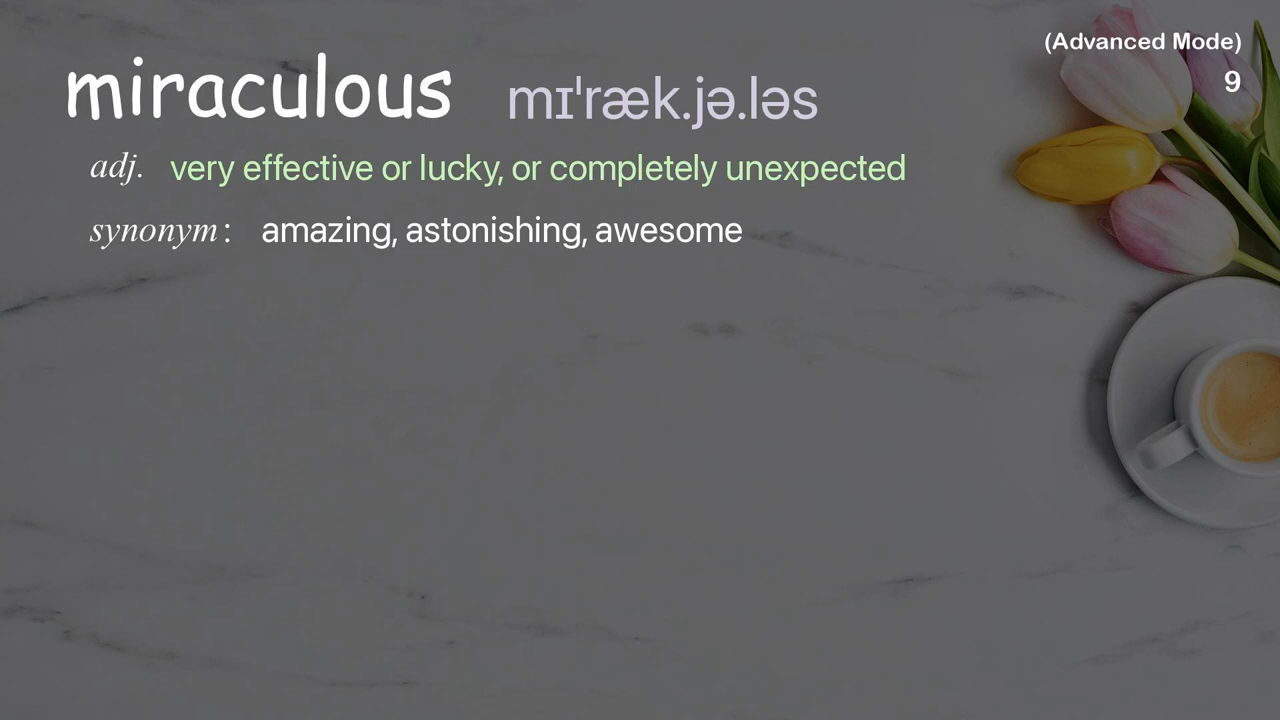 (Advanced Mode)
9
miraculous mɪˈræk.jə.ləs
adj. very effective or lucky, or completely unexpected
synonym: amazing, astonishing, awesome